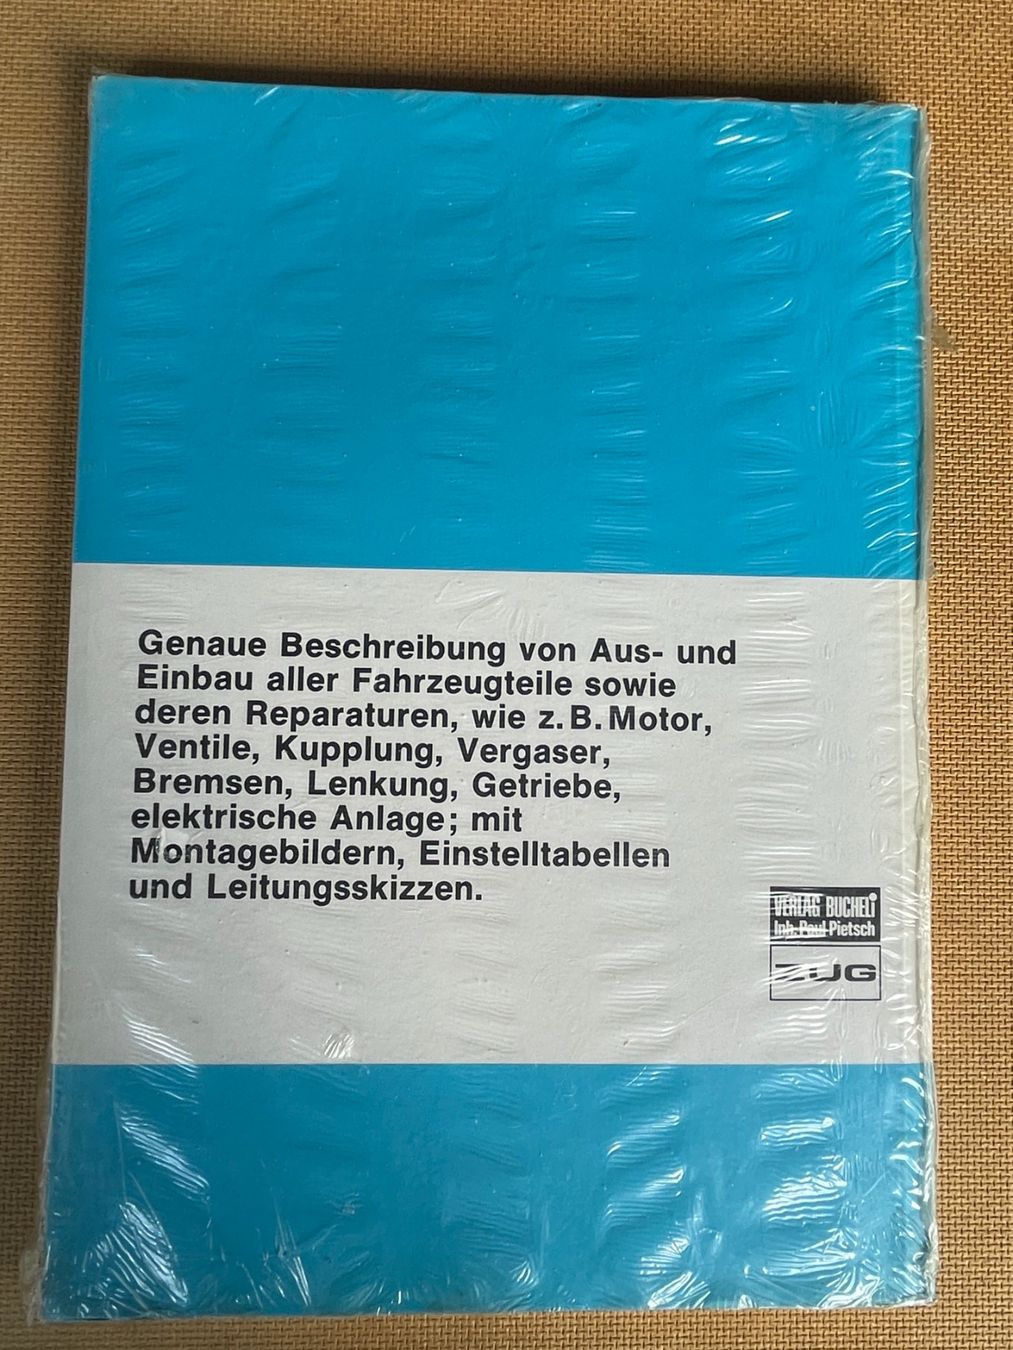 Genaue Beschreibung von Aus- und
Einbau aller Fahrzeugteile sowie
deren Reparaturen, wie z. B. Motor,
Ventile, Kupplung, Vergaser,
Bremsen, Lenkung, Getriebe,
elektrische Anlage; mit
Montagebildern, Einstelltabellen
und Leitungsskizzen.
VERLAG BUCHELI
Inh. Paul Pietsch
ZUG